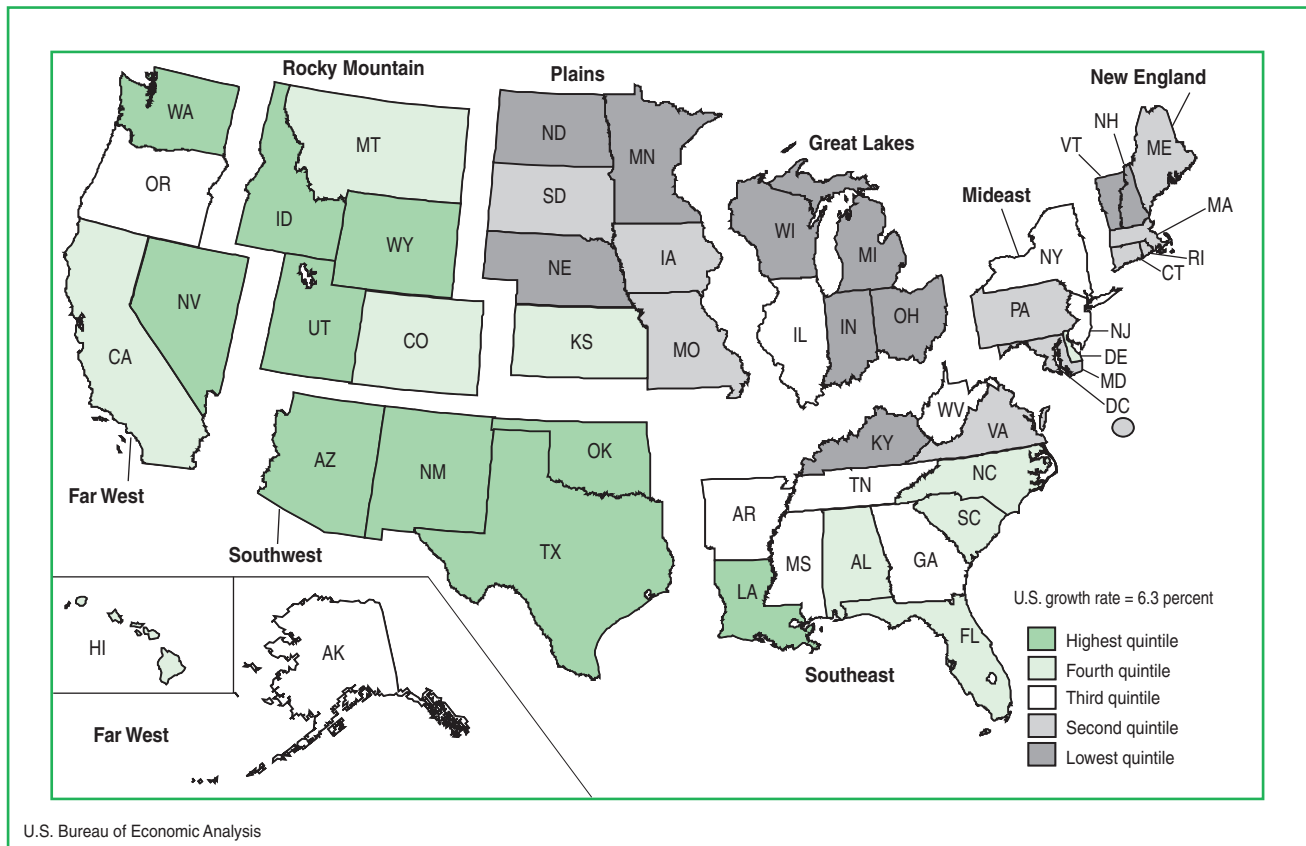 Rocky Mountain
Plains
New England
Great Lakes
Mideast
WA
OR
ID
MT
WY
NV
CA
UT
CO
ND
MN
SD
NE
IA
KS
MO
WI
MI
IL
IN
OH
VT
NH
ME
MA
RI
CT
NY
PA
NJ
DE
MD
DC
WV
VA
KY
TN
NC
SC
AR
MS
AL
GA
LA
FL
AZ
NM
OK
TX
Far West
Southwest
Southeast
HI
AK
Far West
U.S. growth rate = 6.3 percent
Highest quintile
Fourth quintile
Third quintile
Second quintile
Lowest quintile
U.S. Bureau of Economic Analysis